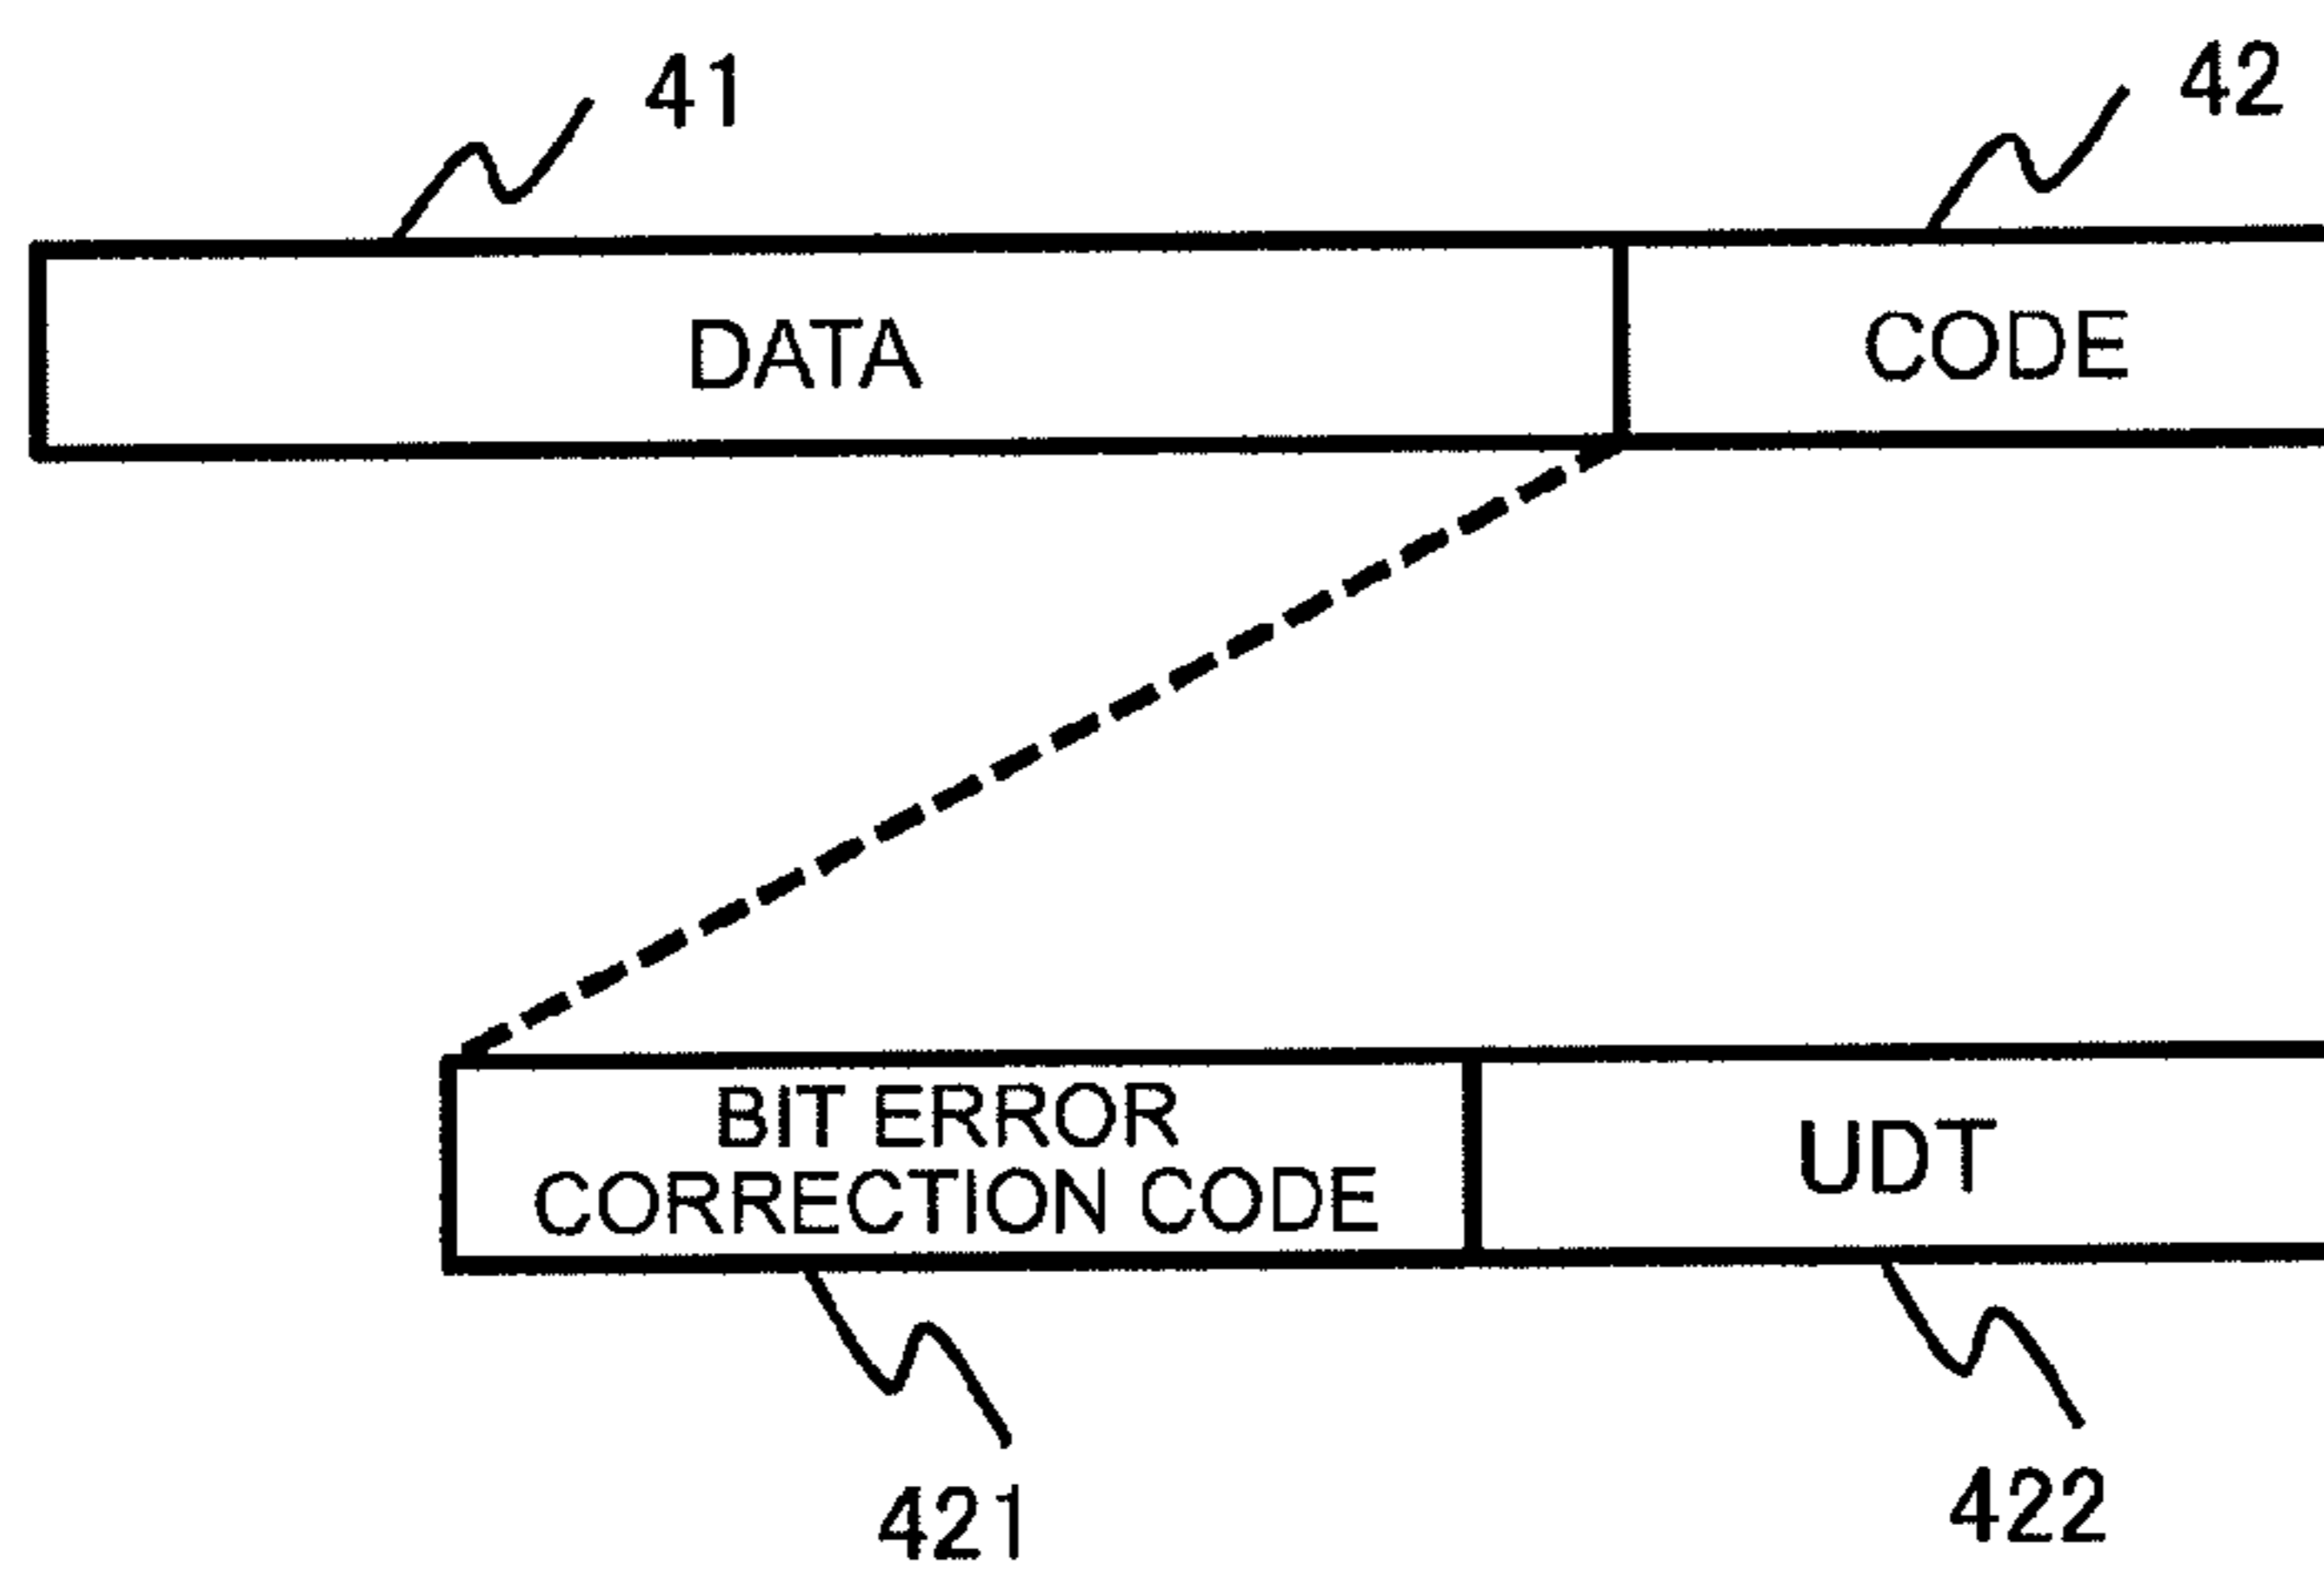 41
42
DATA
CODE
BIT ERROR
CORRECTION CODE
UDT
421
422